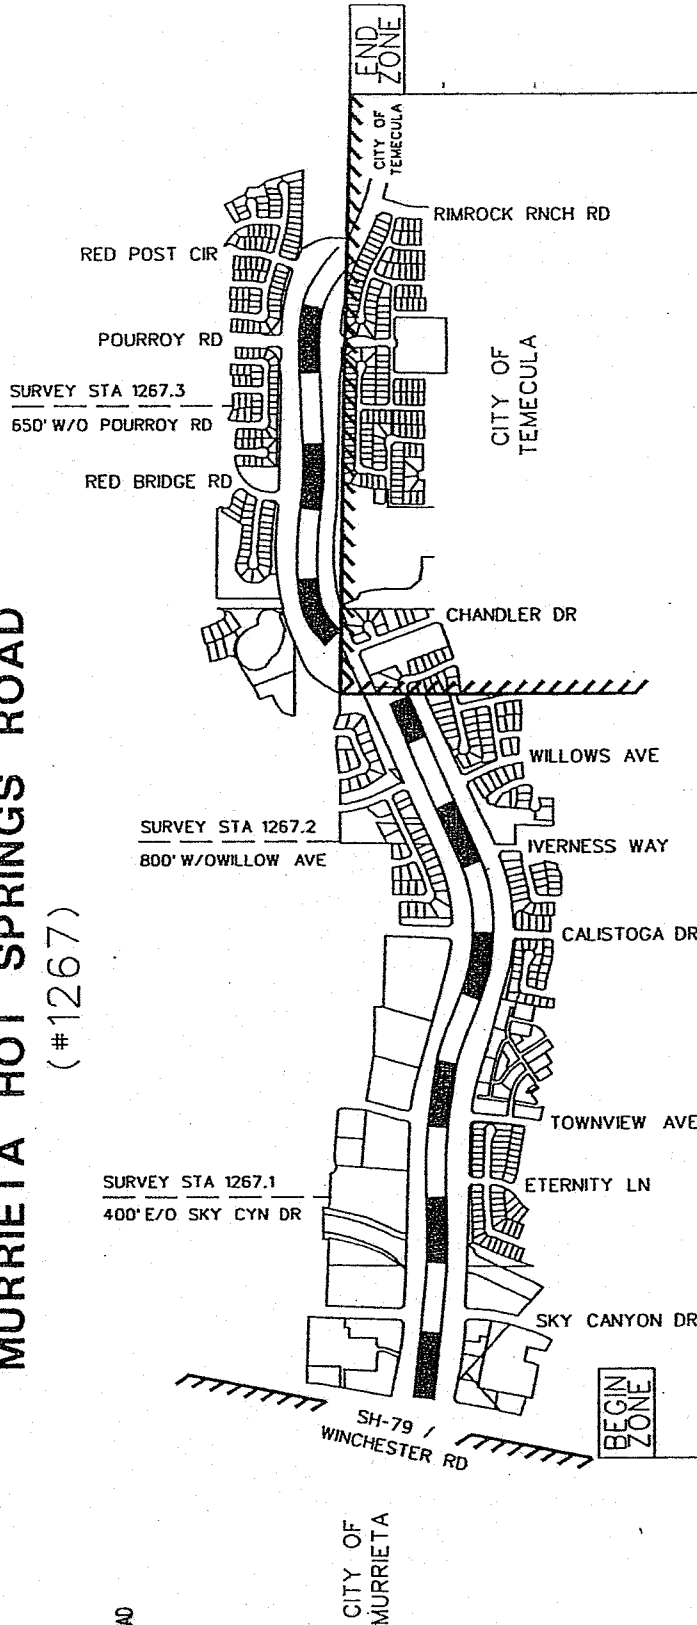 MURRIETA HOT SPRINGS ROAD
(#1267)
END
ZONE
CITY OF
TEMECULA
RIMROCK RNCH RD
RED POST CIR
POURROY RD
CITY OF
TEMECULA
SURVEY STA 1267.3
650' W/O POURROY RD
RED BRIDGE RD
CHANDLER DR
WILLOWS AVE
SURVEY STA 1267.2
800' W/OWILLOW AVE
IVERNESS WAY
CALISTOGA DR
TOWNVIEW AVE
SURVEY STA 1267.1
400' E/O SKY CYN DR
ETERNITY LN
SKY CANYON DR
BEGIN
ZONE
SH-79 /
WINCHESTER RD
CITY OF
MURRIETA
AD